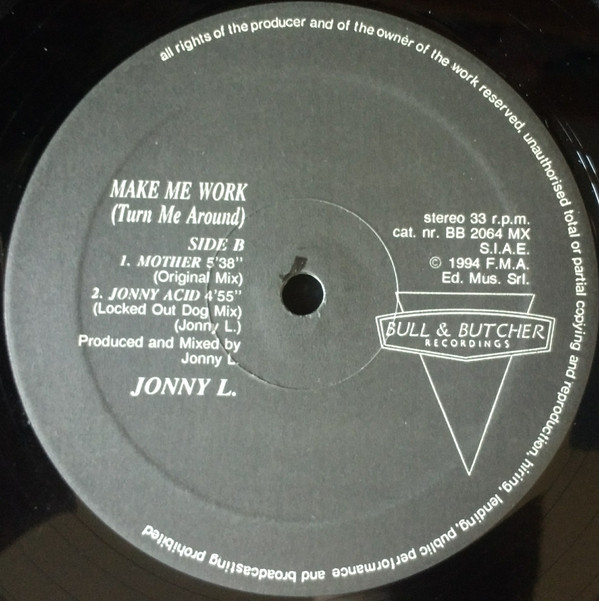 all rights of the producer and of the owner of the work reserved, unauthorised total or partial copying and reproduction, hiring, lending, public performance and broadcasting prohibited
MAKE ME WORK
(Turn Me Around)
SIDE B
1. MOTHER 5'38''
(Original Mix)
2. JONNY ACID 4'55''
(Locked Out Dog Mix)
(Jonny L.)
Produced and Mixed by
Jonny L.
JONNY L.
stereo 33 r.p.m.
cat. nr. BB 2064 MX
S.I.A.E.
© 1994 F.M.A.
Ed. Mus. Srl.
BULL & BUTCHER
RECORDINGS